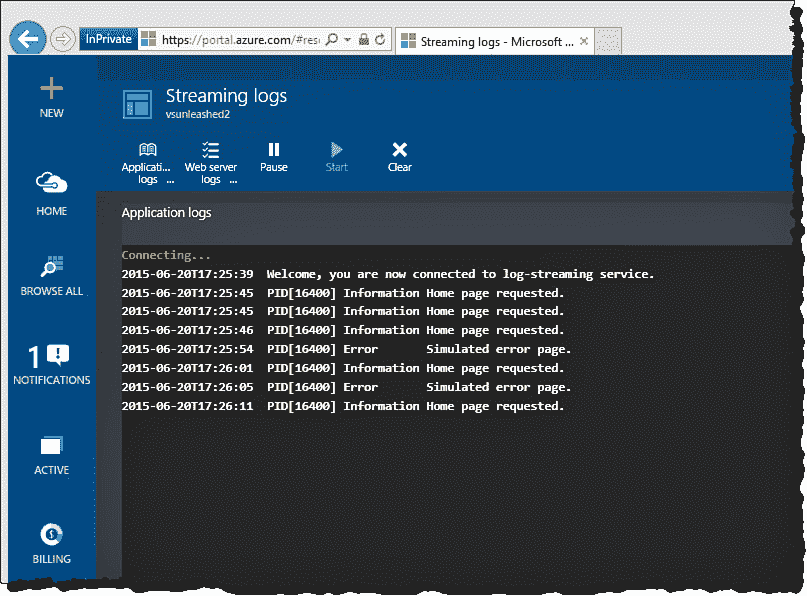 InPrivate https://portal.azure.com/#res Streaming logs - Microsoft ...
Streaming logs
vsunleashed2
NEW
Applicati... logs ...
Web server logs ...
Pause
Start
Clear
HOME
Application logs
Connecting...
2015-06-20T17:25:39 Welcome, you are now connected to log-streaming service.
2015-06-20T17:25:45 PID[16400] Information Home page requested.
2015-06-20T17:25:45 PID[16400] Information Home page requested.
2015-06-20T17:25:46 PID[16400] Information Home page requested.
2015-06-20T17:25:54 PID[16400] Error Simulated error page.
2015-06-20T17:26:01 PID[16400] Information Home page requested.
2015-06-20T17:26:05 PID[16400] Error Simulated error page.
2015-06-20T17:26:11 PID[16400] Information Home page requested.
BROWSE ALL
1
NOTIFICATIONS
ACTIVE
BILLING